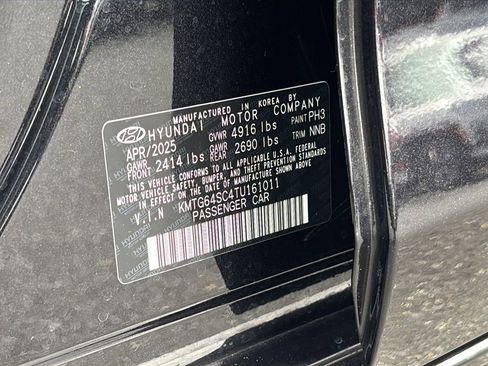 MANUFACTURED IN KOREA BY
HYUNDAI MOTOR COMPANY
APR/2025 GVWR 4916 lbs PAINT PH3
GAWR FRONT 2414 lbs GAWR REAR 2690 lbs TRIM NNB
THIS VEHICLE CONFORMS TO ALL APPLICABLE U.S.A. FEDERAL
MOTOR VEHICLE SAFETY, BUMPER, AND THEFT PREVENTION
STANDARDS IN EFFECT ON THE DATE OF MANUFACTURE
SHOWN ABOVE.
V.I.N KMTG64SC4TU161011
PASSENGER CAR